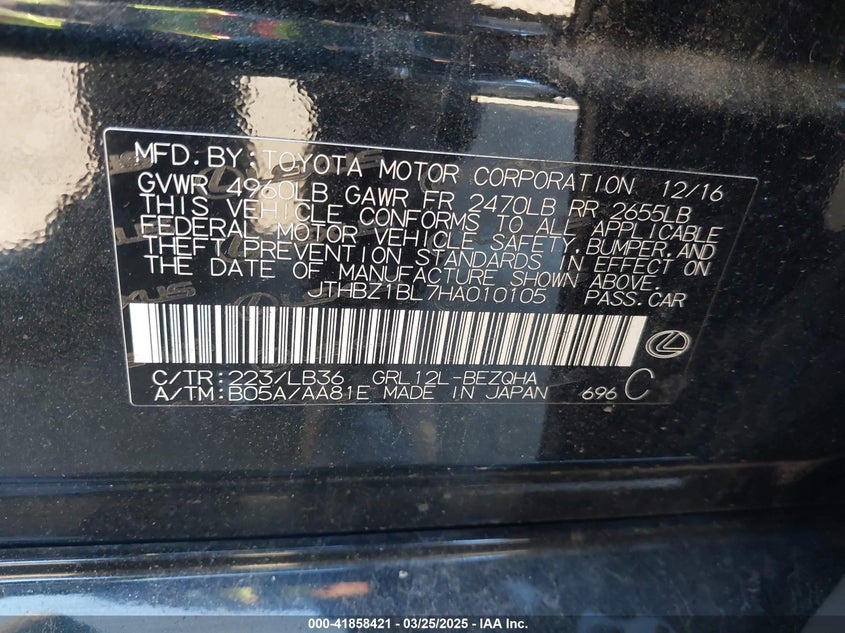 MFD.BY:TOYOTA MOTOR CORPORATION 12/16
GVWR 4960LB GAWR FR 2470LB RR 2655LB
THIS VEHICLE CONFORMS TO ALL APPLICABLE
FEDERAL MOTOR VEHICLE SAFETY,BUMPER,AND
THEFT PREVENTION STANDARDS IN EFFECT ON
THE DATE OF MANUFACTURE SHOWN ABOVE.
JTHBZ1BL7HA010105 PASS.CAR
C/TR:223/LB36 GRL12L-BEZQHA
A/TM:B05A/AA81E MADE IN JAPAN 696 C
000-41858421 - 03/25/2025 - IAA Inc.